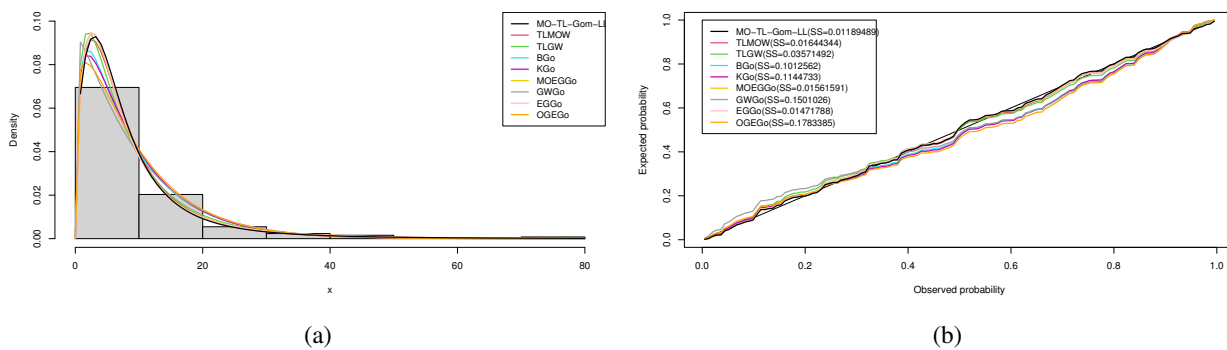 0.10
0.08
0.06
0.04
0.02
0.00
Density
0
20
40
60
80
x
MO−TL−Gom−LL
TLMOW
TLGW
BGo
KGo
MOEGGo
GWGo
EGGo
OGEGo
(a)
1.0
0.8
0.6
0.4
0.2
0.0
Expected probability
0.0
0.2
0.4
0.6
0.8
1.0
Observed probability
MO−TL−Gom−LL(SS=0.01189489)
TLMOW(SS=0.01644344)
TLGW(SS=0.03571492)
BGo(SS=0.1012562)
KGo(SS=0.1144733)
MOEGGo(SS=0.01561591)
GWGo(SS=0.1501026)
EGGo(SS=0.01471788)
OGEGo(SS=0.1783385)
(b)